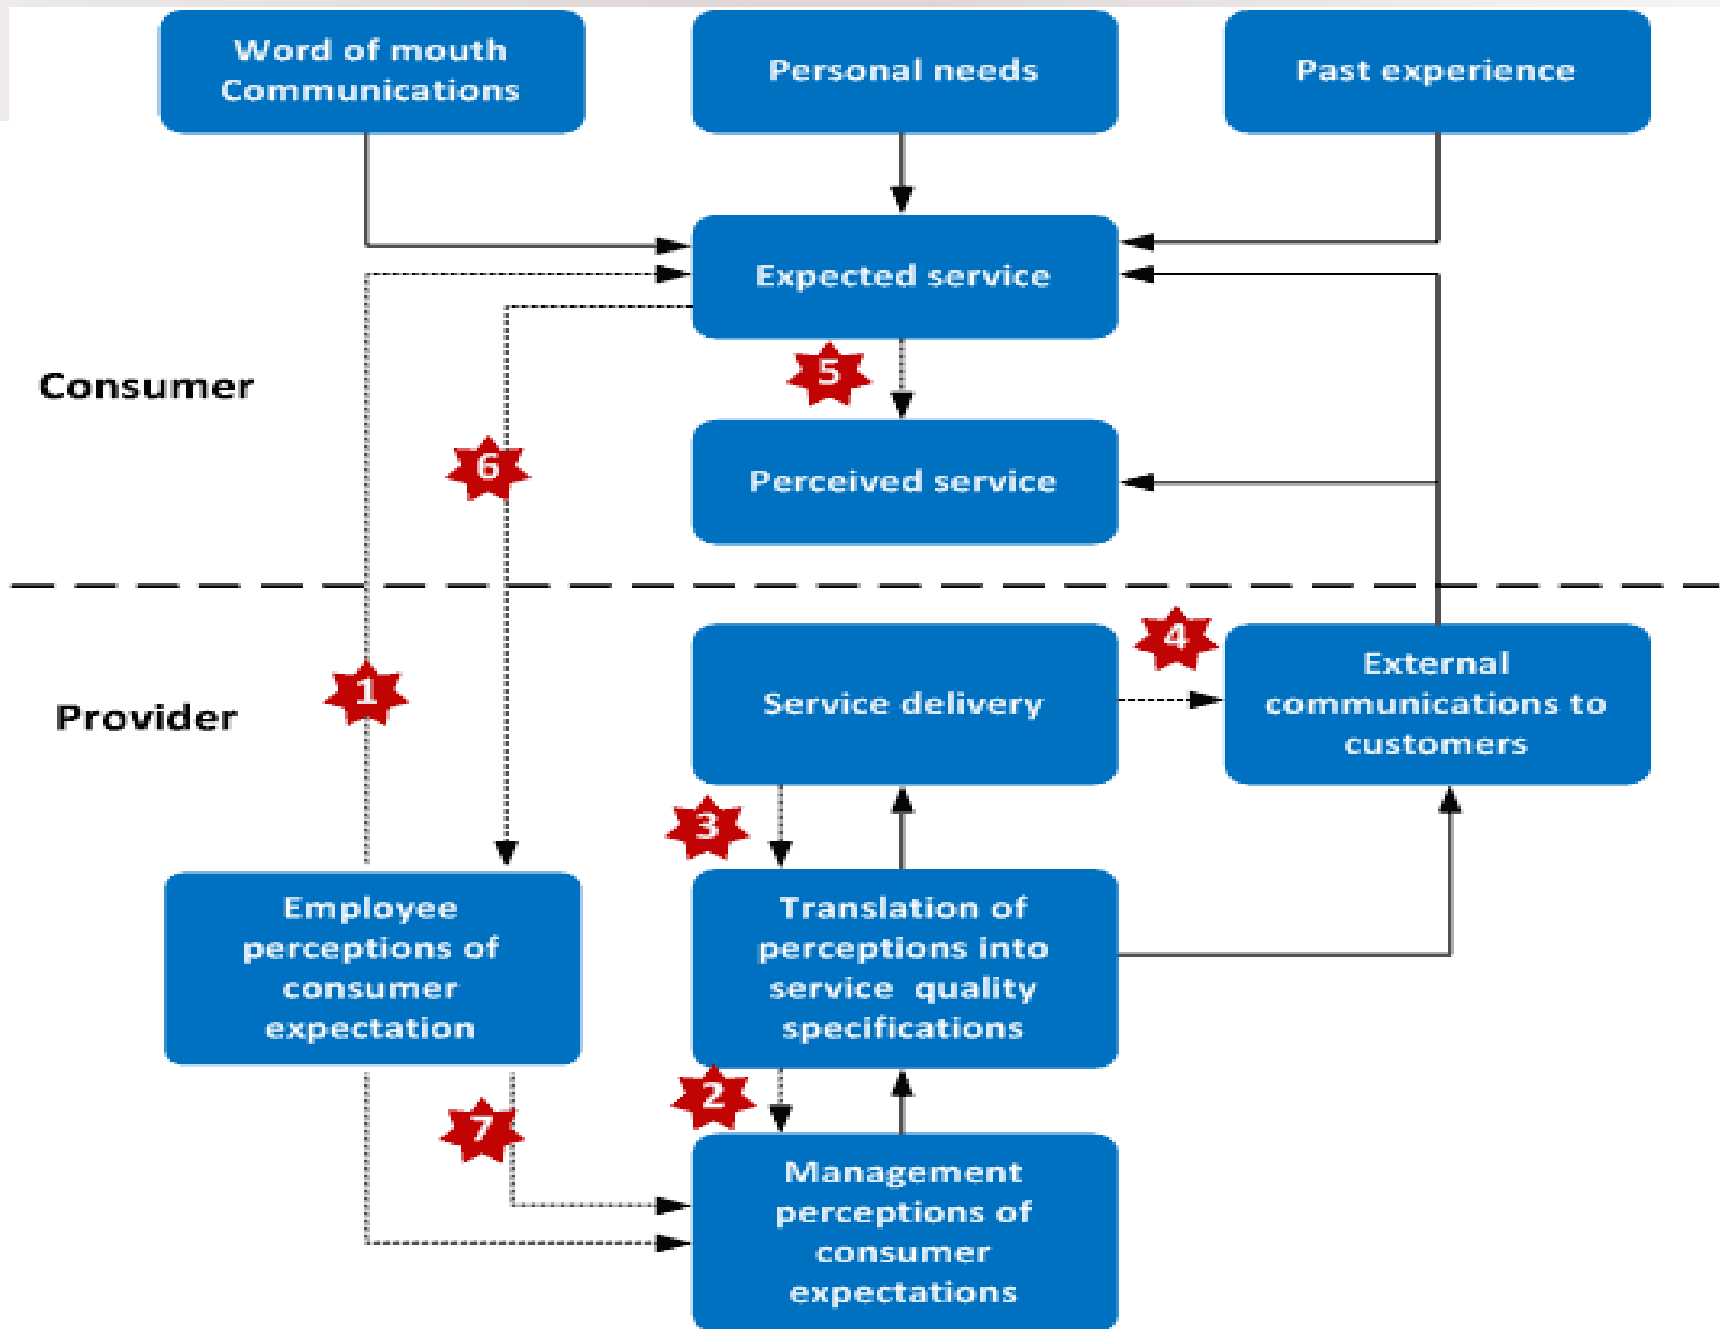 Word of mouth
Communications
Personal needs
Past experience
Expected service
5
Consumer
6
Perceived service
4
1
Provider
Service delivery
External
communications to
customers
3
Employee
perceptions of
consumer
expectation
Translation of
perceptions into
service quality
specifications
2
7
Management
perceptions of
consumer
expectations